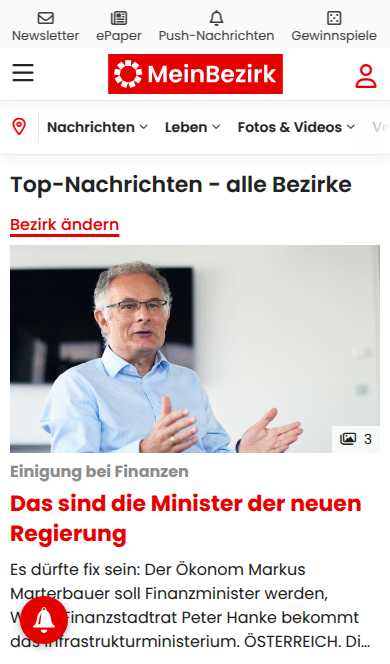 Newsletter ePaper Push-Nachrichten Gewinnspiele
MeinBezirk
Nachrichten Leben Fotos & Videos
Top-Nachrichten - alle Bezirke
Bezirk ändern
3
Einigung bei Finanzen
Das sind die Minister der neuen
Regierung
Es dürfte fix sein: Der Ökonom Markus
Marterbauer soll Finanzminister werden,
Finanzstadtrat Peter Hanke bekommt
das Infrastrukturministerium. ÖSTERREICH. Di...